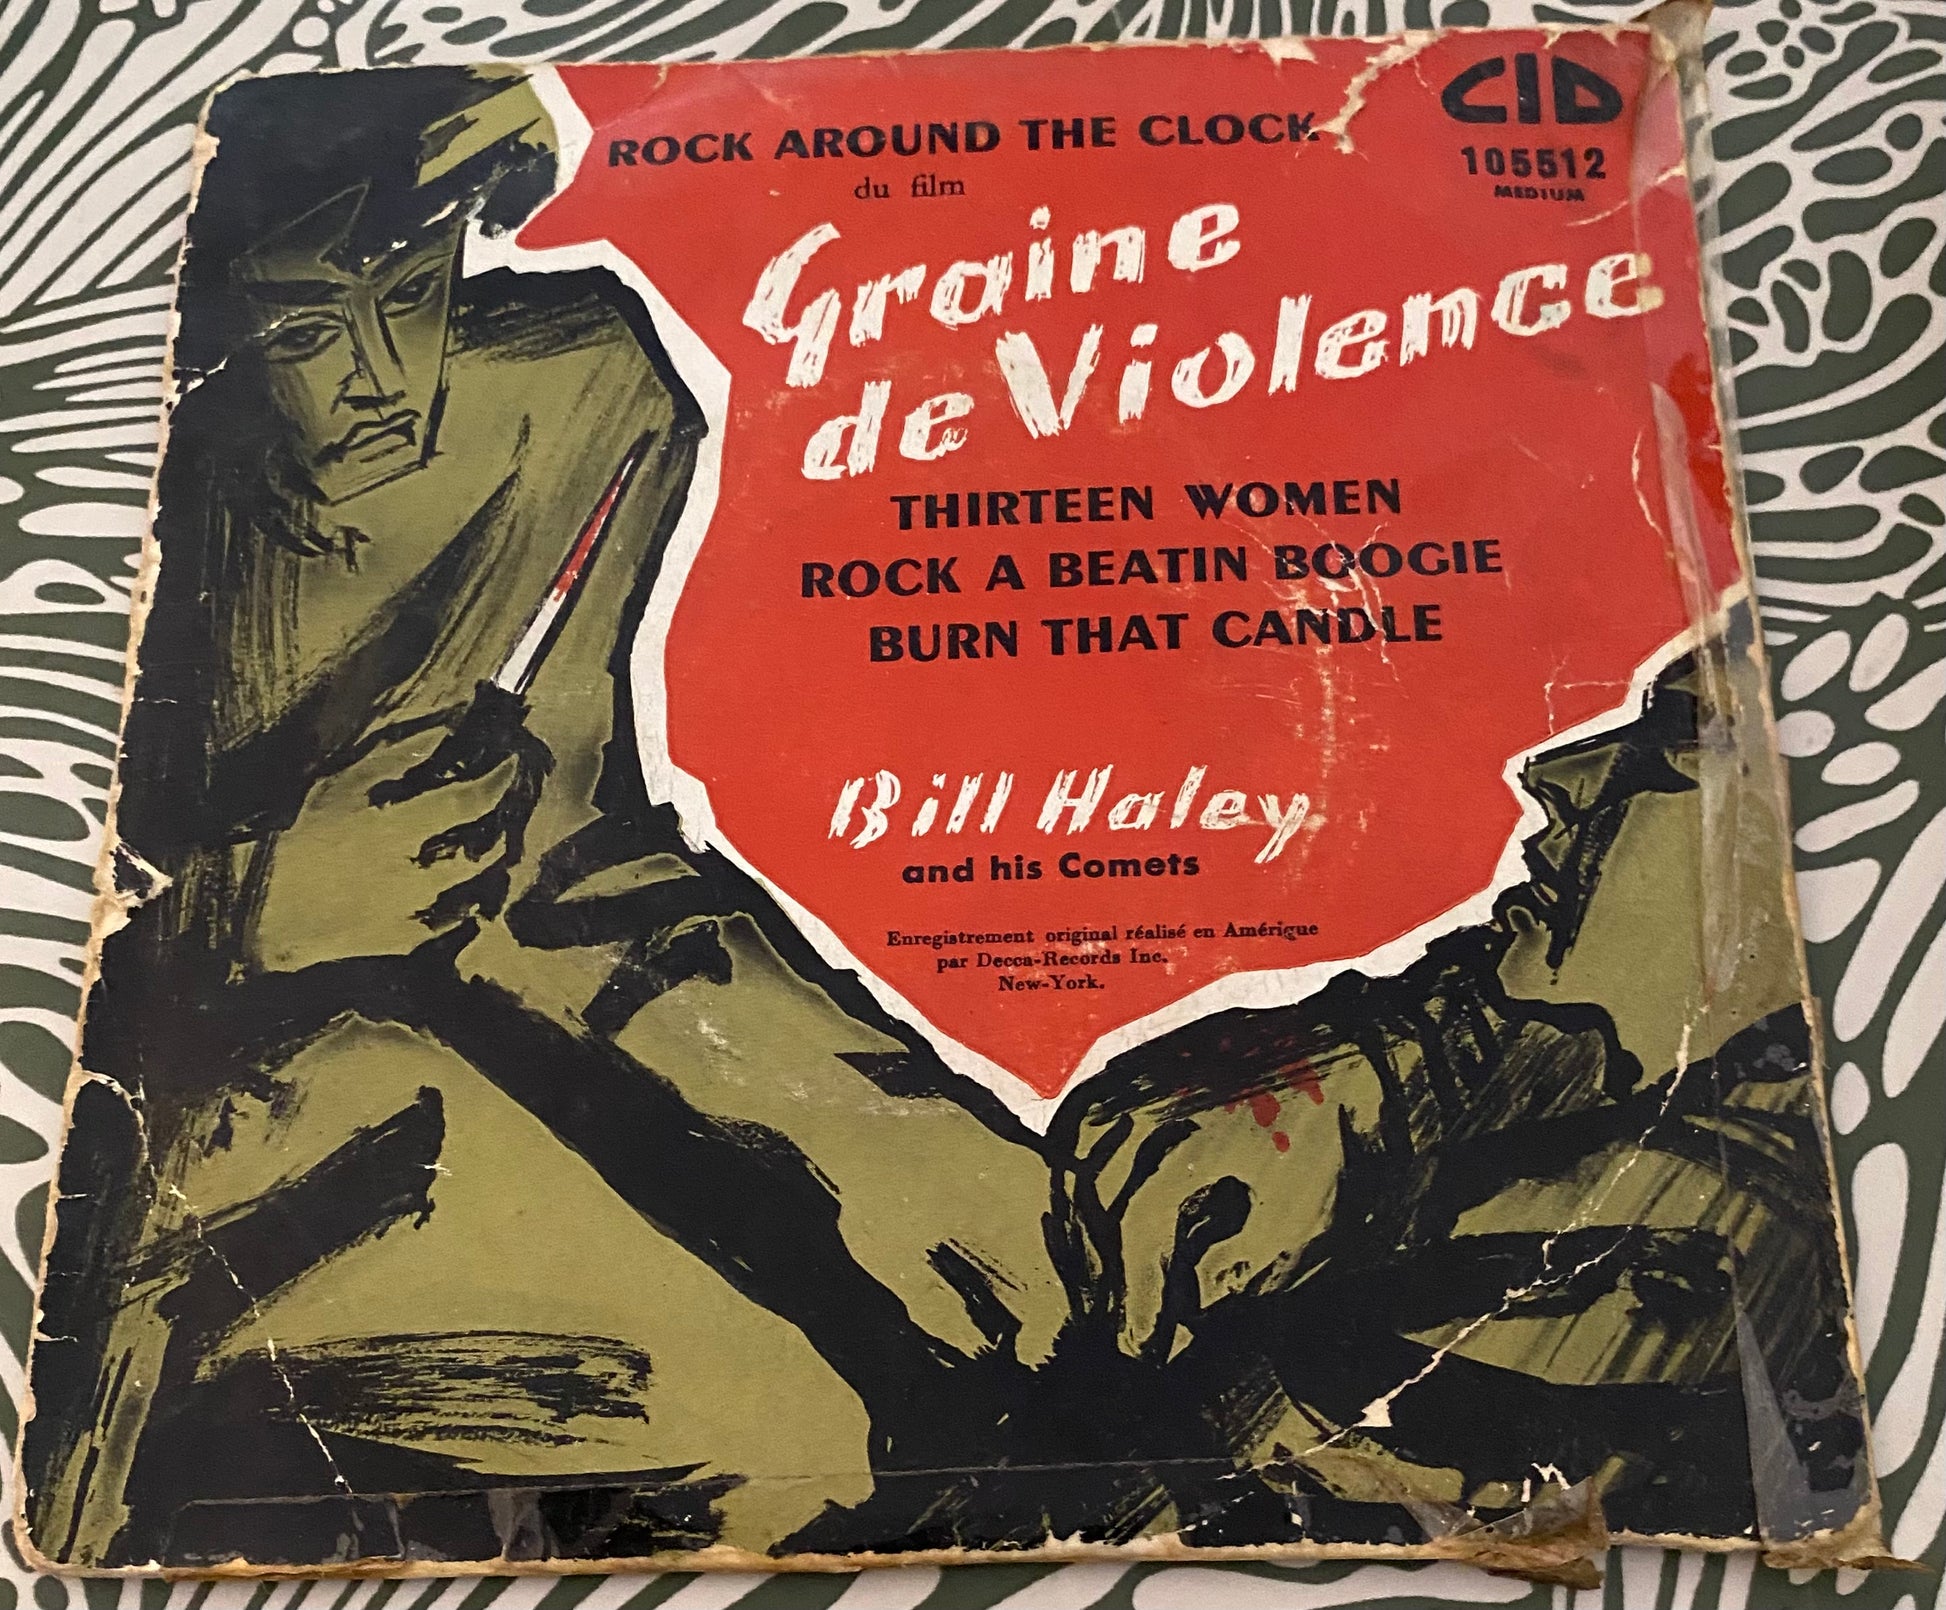 CID
105512
MEDIUM
ROCK AROUND THE CLOCK
du film
Graine
de Violence
THIRTEEN WOMEN
ROCK A BEATIN BOOGIE
BURN THAT CANDLE
Bill Haley
and his Comets
Enregistrement original réalisé en Amérique
par Decca-Records Inc.
New-York.